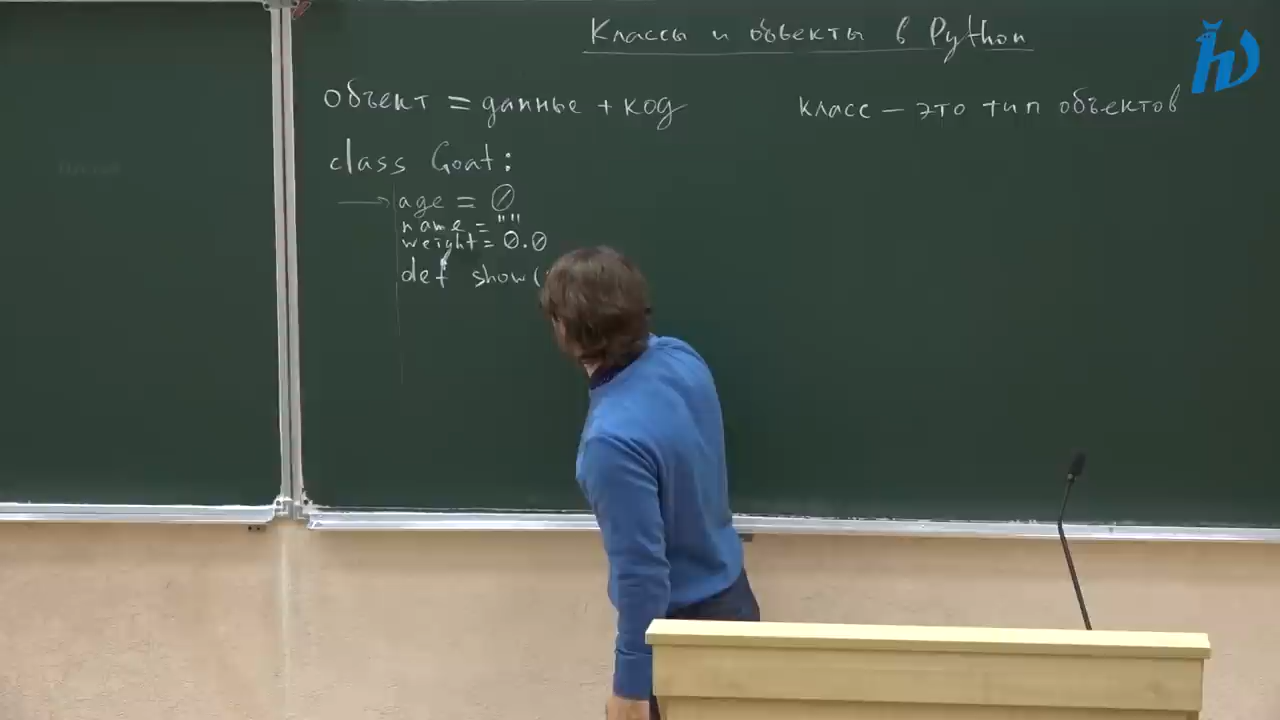 Классы и объекты в Python
объект = данные + код
класс — это тип объектов
class Goat:
age = 0
name = ""
weight = 0.0
def show(